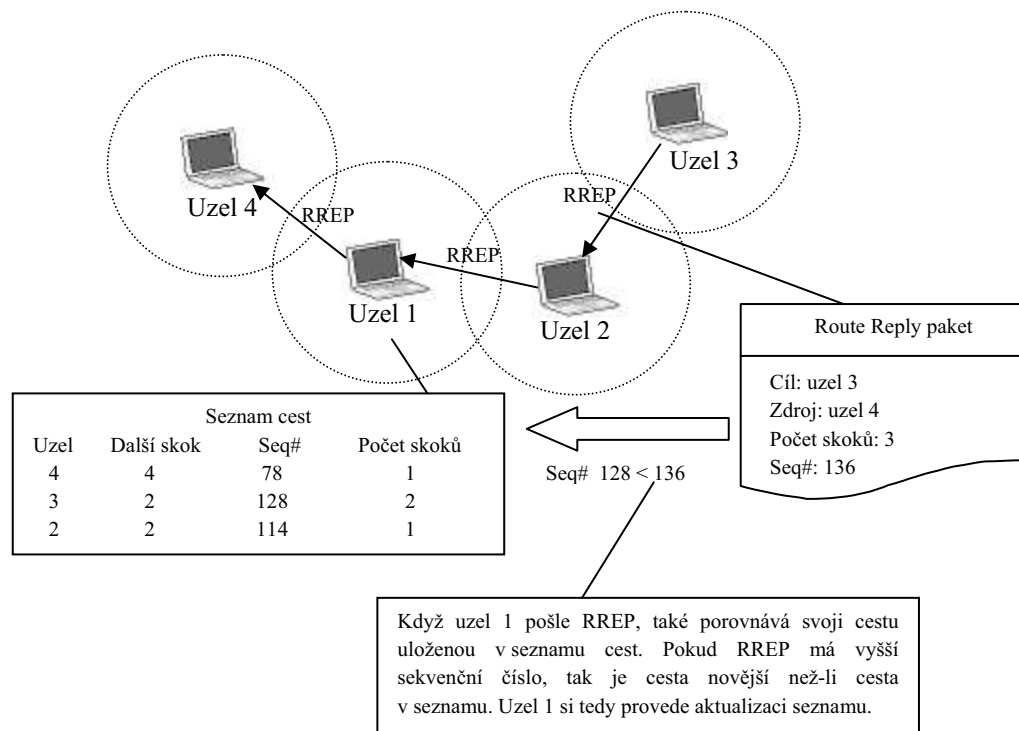 Uzel 3
Uzel 4
RREP
RREP
RREP
Uzel 1
Uzel 2
Route Reply paket
Cíl: uzel 3
Zdroj: uzel 4
Počet skoků: 3
Seq#: 136
Seznam cest
Uzel Další skok Seq# Počet skoků
4 4 78 1
3 2 128 2
2 2 114 1
Seq# 128 < 136
Když uzel 1 pošle RREP, také porovnává svoji cestu
uloženou v seznamu cest. Pokud RREP má vyšší
sekvenční číslo, tak je cesta novější než-li cesta
v seznamu. Uzel 1 si tedy provede aktualizaci seznamu.